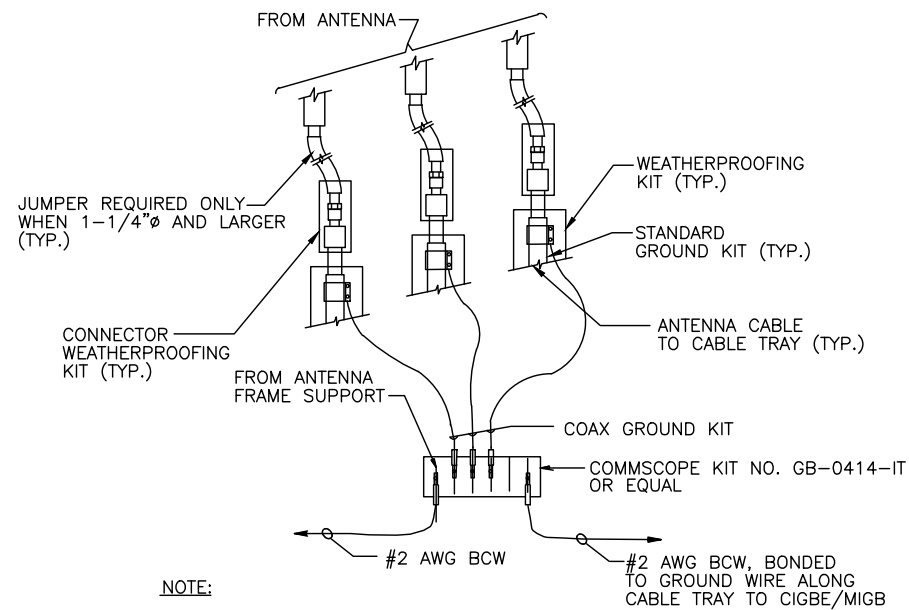 FROM ANTENNA
JUMPER REQUIRED ONLY
WHEN 1-1/4"ø AND LARGER
(TYP.)
WEATHERPROOFING
KIT (TYP.)
STANDARD
GROUND KIT (TYP.)
CONNECTOR
WEATHERPROOFING
KIT (TYP.)
ANTENNA CABLE
TO CABLE TRAY (TYP.)
FROM ANTENNA
FRAME SUPPORT
COAX GROUND KIT
COMMSCOPE KIT NO. GB-0414-IT
OR EQUAL
#2 AWG BCW
#2 AWG BCW, BONDED
TO GROUND WIRE ALONG
CABLE TRAY TO CIGBE/MIGB
NOTE: